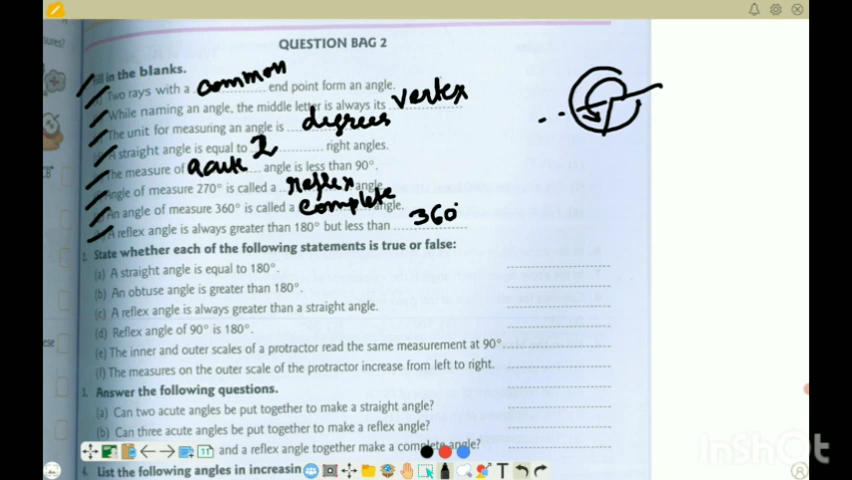 QUESTION BAG 2
Fill in the blanks.
Two rays with a common end point form an angle.
While naming an angle, the middle letter is always its vertex
The unit for measuring an angle is degrees
A straight angle is equal to 2 right angles.
The measure of acute angle is less than 90°.
Angle of measure 270° is called a reflex angle.
An angle of measure 360° is called a complete angle.
A reflex angle is always greater than 180° but less than 360°
2. State whether each of the following statements is true or false:
(a) A straight angle is equal to 180°.
(b) An obtuse angle is greater than 180°.
(c) A reflex angle is always greater than a straight angle.
(d) Reflex angle of 90° is 180°.
(e) The inner and outer scales of a protractor read the same measurement at 90°.
(f) The measures on the outer scale of the protractor increase from left to right.
3. Answer the following questions.
(a) Can two acute angles be put together to make a straight angle?
(b) Can three acute angles be put together to make a reflex angle?
and a reflex angle together make a complete angle?
4. List the following angles in increasin
InShot